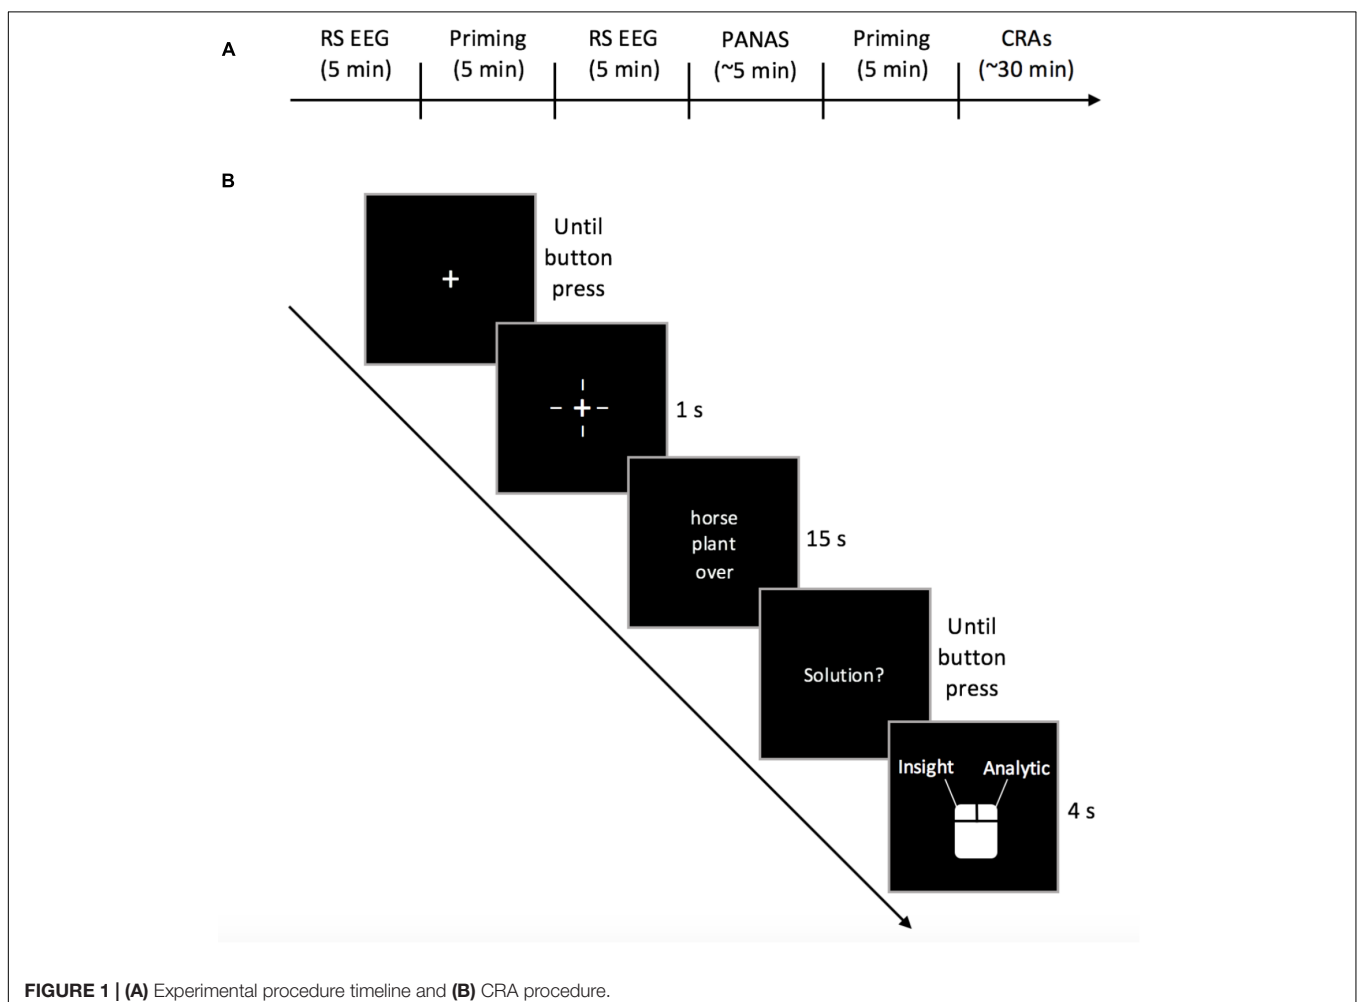 A
RS EEG
(5 min)
Priming
(5 min)
RS EEG
(5 min)
PANAS
(~5 min)
Priming
(5 min)
CRAs
(~30 min)
B
Until
button
press
1 s
horse
plant
over
15 s
Solution?
Until
button
press
Insight Analytic
4 s
FIGURE 1 | (A) Experimental procedure timeline and (B) CRA procedure.